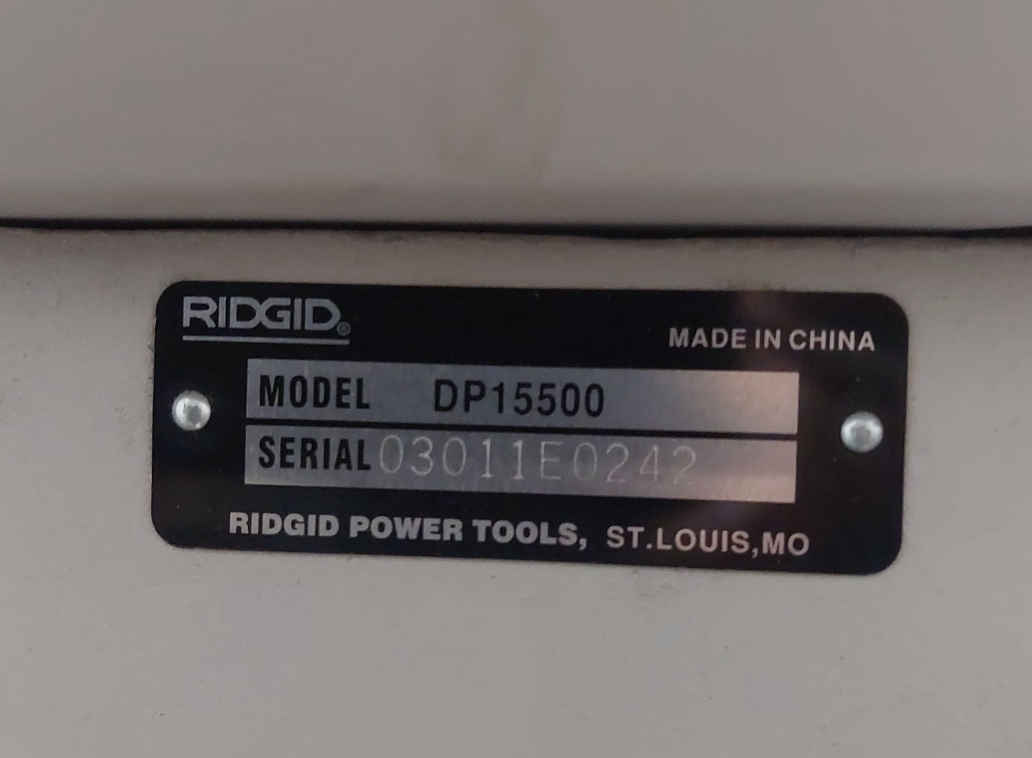 RIDGID®
MADE IN CHINA
MODEL DP15500
SERIAL 03011E0242
RIDGID POWER TOOLS, ST.LOUIS,MO